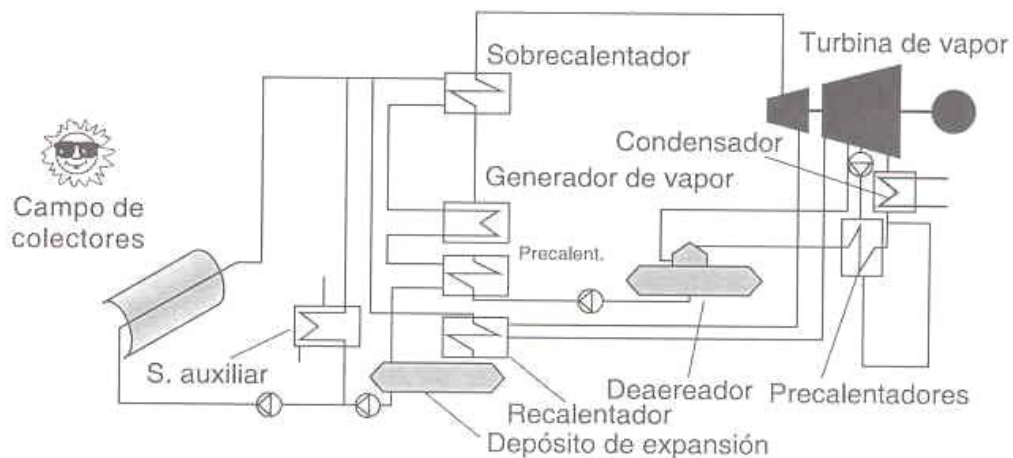 Turbina de vapor
Sobrecalentador
Condensador
Generador de vapor
Campo de
colectores
Precalent.
S. auxiliar
Deaereador
Precalentadores
Recalentador
Depósito de expansión